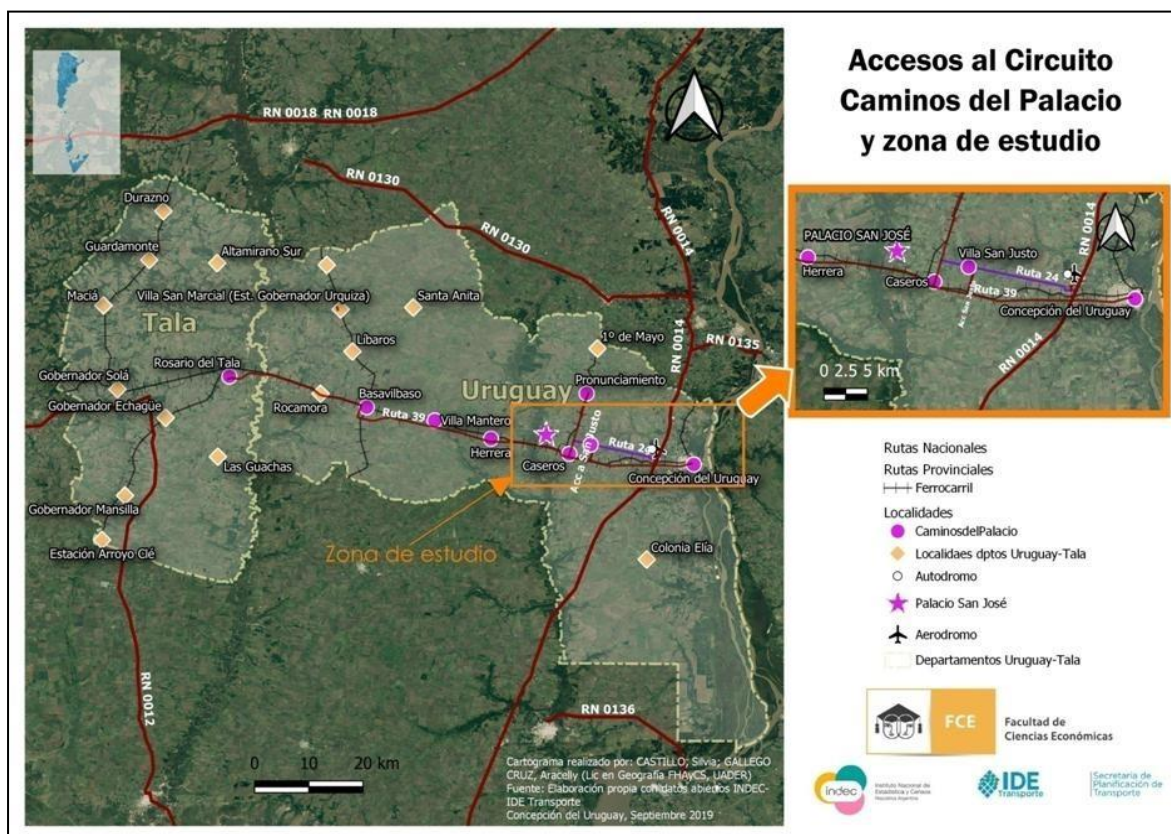 Accesos al Circuito
Caminos del Palacio
y zona de estudio
RN 0018 RN 0018
RN 0130
RN 0130
RN 0014
RN 0014
RN 0135
Durazno
Guardamonte
Altamirano Sur
Maciá
Villa San Marcial (Est. Gobernador Urquiza)
Santa Anita
Tala
Líbaros
1º de Mayo
Rosario del Tala
Gobernador Solá
Uruguay
Pronunciamiento
Gobernador Echagüe
Rocamora
Basavilbaso
Ruta 39
Villa Mantero
Herrera
Caseros
Acc a San Justo
Ruta 24
Concepción del Uruguay
Las Guachas
Gobernador Mansilla
Estación Arroyo Clé
Zona de estudio
Colonia Elía
RN 0012
RN 0136
0 10 20 km
Cartograma realizado por: CASTILLO, Silvia; GALLEGO
CRUZ, Aracelly (Lic en Geografía FHAyCS, UADER)
Fuente: Elaboración propia con datos abiertos INDEC-
IDE Transporte
Concepción del Uruguay, Septiembre 2019
PALACIO SAN JOSÉ
Herrera
Caseros
Villa San Justo
RN 0014
Ruta 24
Ruta 39
Concepción del Uruguay
RN 0014
0 2.5 5 km
Rutas Nacionales
Rutas Provinciales
Ferrocarril
Localidades
CaminosdelPalacio
Localidaes dptos Uruguay-Tala
Autodromo
Palacio San José
Aerodromo
Departamentos Uruguay-Tala
FCE
Facultad de
Ciencias Económicas
indec
Instituto Nacional de
Estadística y Censos
República Argentina
IDE
Transporte
Secretaría de
Planificación de
Transporte